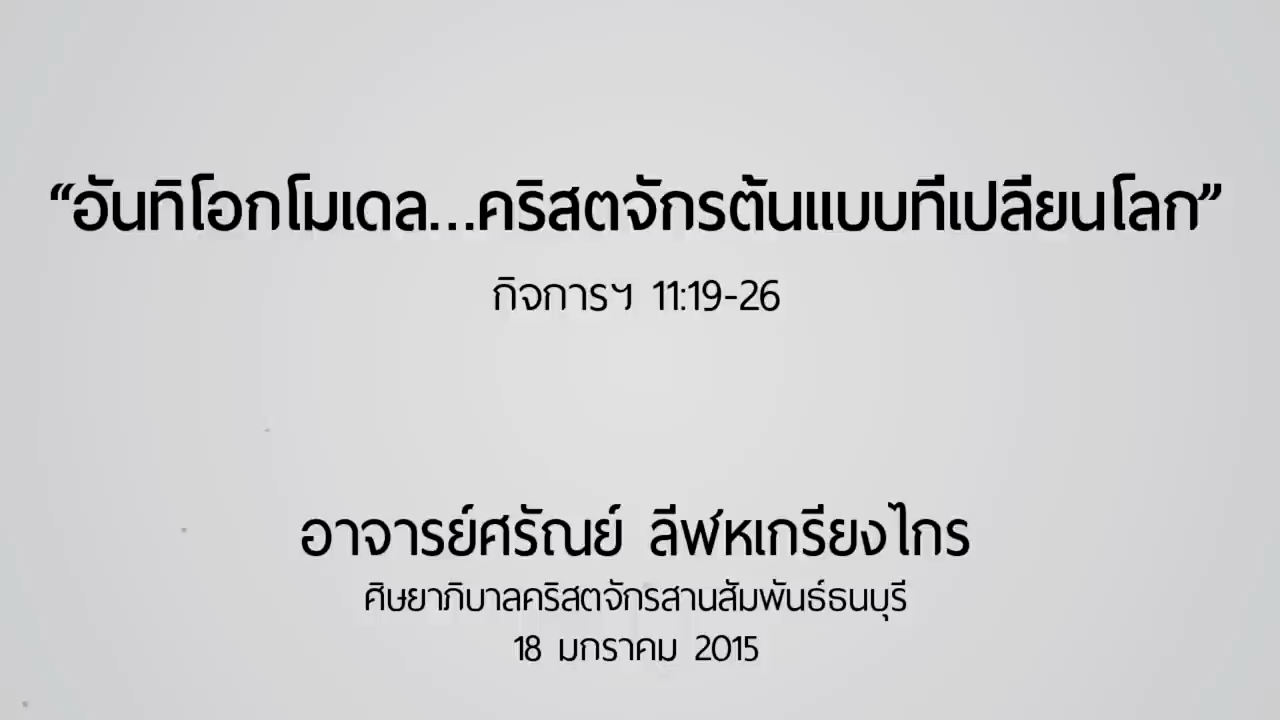 “อันทิโอกโมเดล...คริสตจักรต้นแบบที่เปลี่ยนโลก”
กิจการฯ 11:19-26
อาจารย์ศรัณย์ ลีฬหเกรียงไกร
ศิษยาภิบาลคริสตจักรสานสัมพันธ์ธนบุรี
18 มกราคม 2015